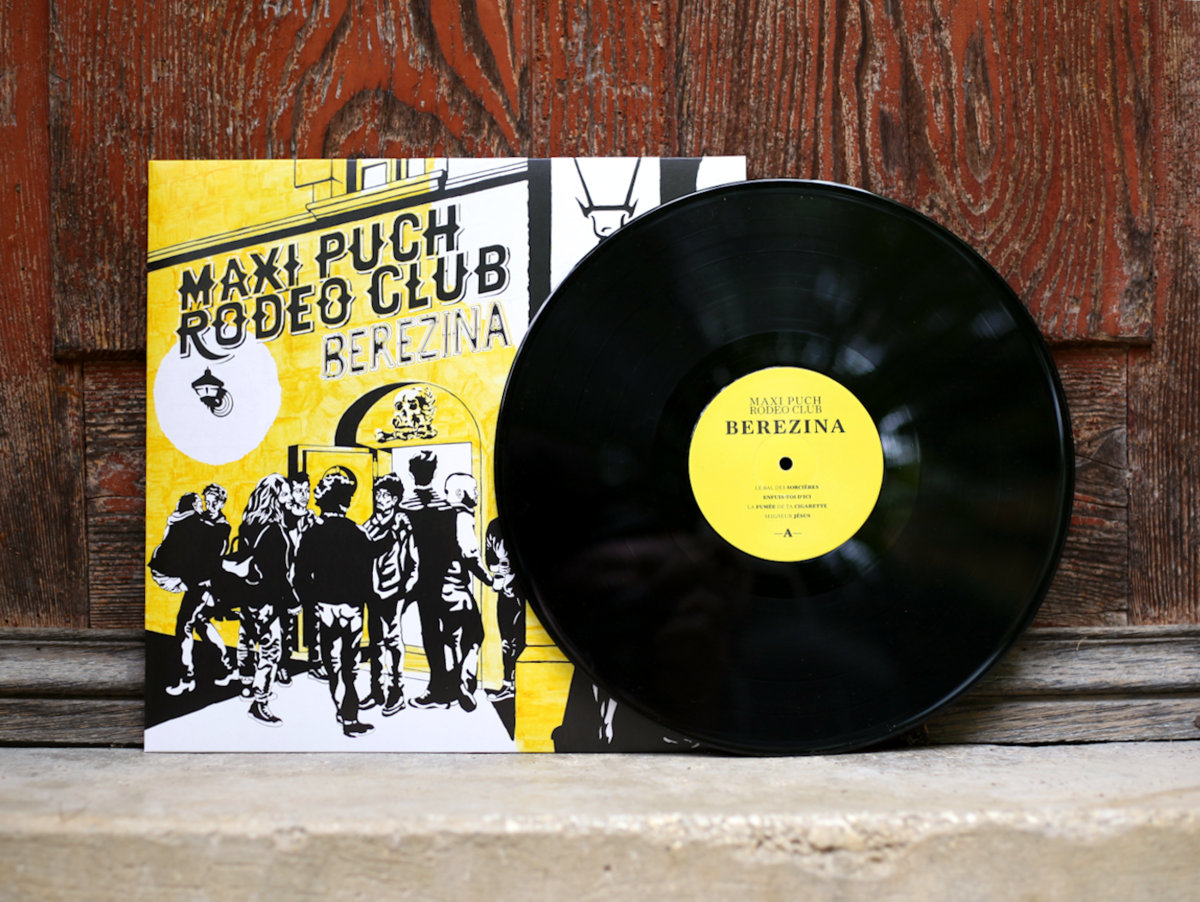 MAXI PUCH
RODEO CLUB
BEREZINA
MAXI PUCH
RODEO CLUB
BEREZINA
LE BAL DES SORCIÈRES
ENFUIS-TOI D'ICI
LA FUMÉE DE TA CIGARETTE
SEIGNEUR JÉSUS
—A—